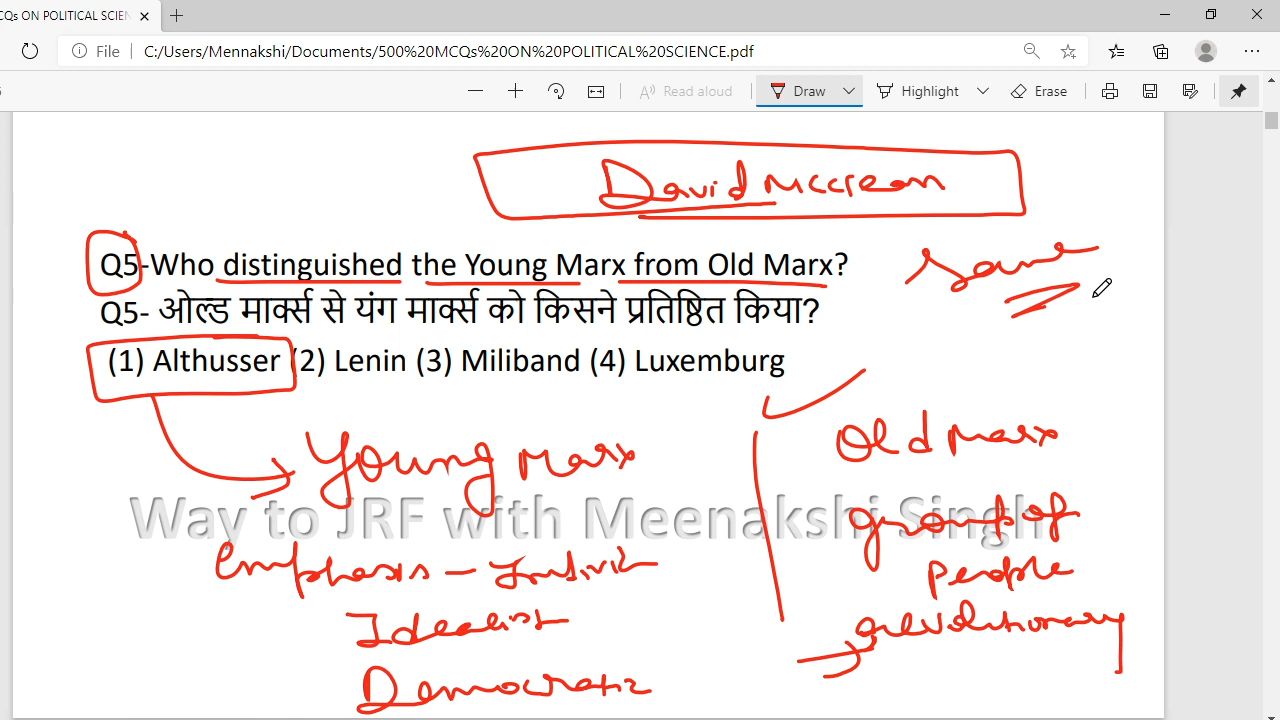 CQs ON POLITICAL SCIEN
File C:/Users/Mennakshi/Documents/500%20MCQs%20ON%20POLITICAL%20SCIENCE.pdf
Read aloud Draw Highlight Erase
David Mccrean
Q5-Who distinguished the Young Marx from Old Marx?
same
Q5- ओल्ड मार्क्स से यंग मार्क्स को किसने प्रतिष्ठित किया?
(1) Althusser (2) Lenin (3) Miliband (4) Luxemburg
Young Marx
Old Marx
Way to JRF with Meenakshi Singh
group of
people
Emphasis –
Idealist
revolutionary
Democratic